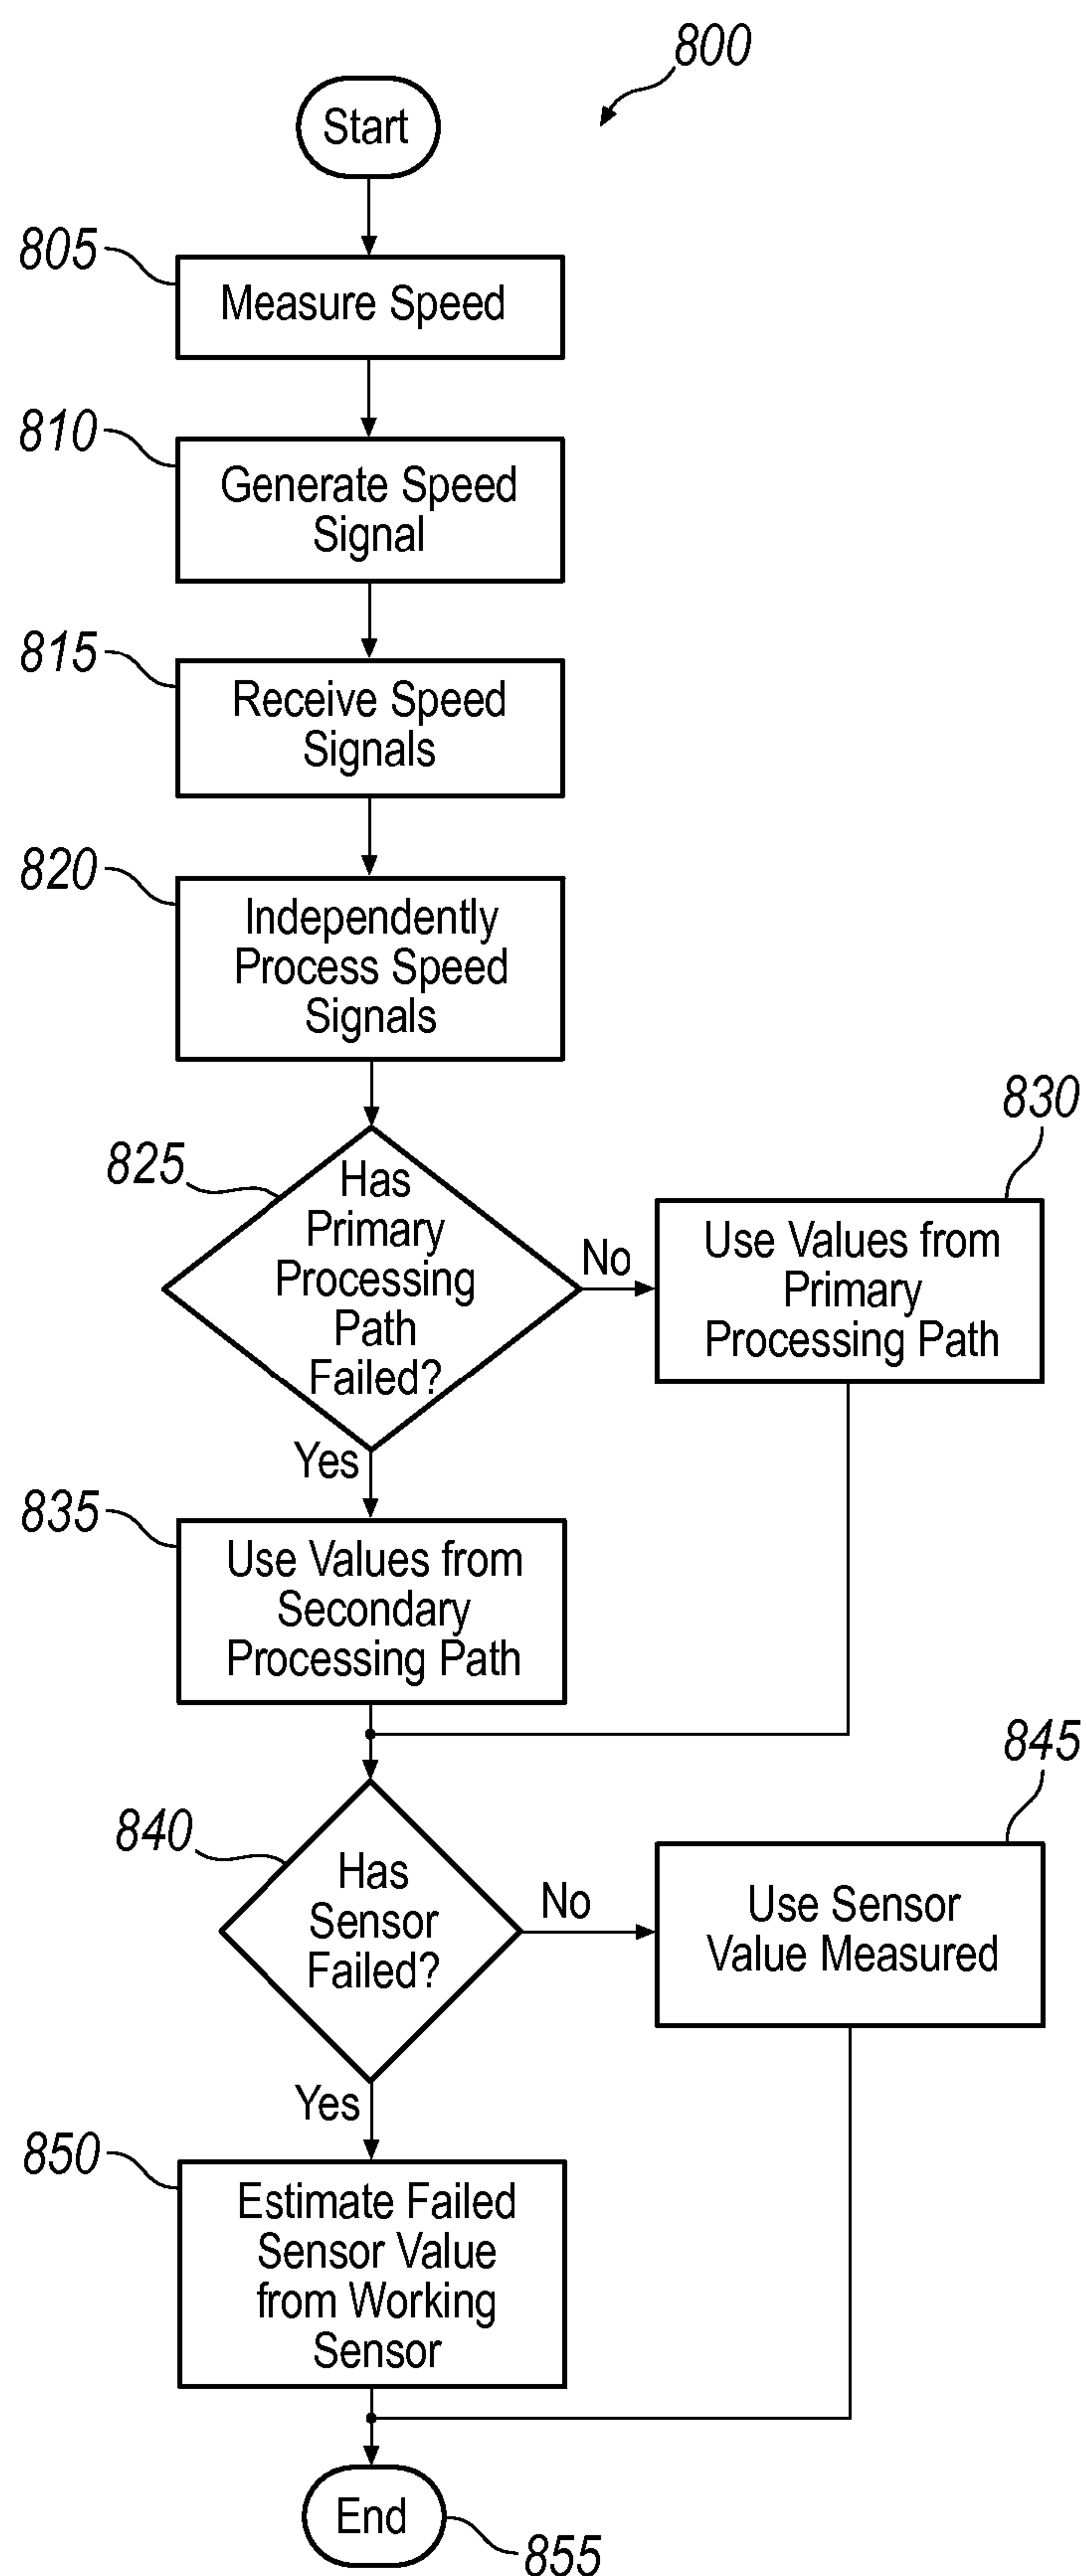 800
Start
805
Measure Speed
810
Generate Speed
Signal
815
Receive Speed
Signals
820
Independently
Process Speed
Signals
825
Has
Primary
Processing
Path
Failed?
No
830
Use Values from
Primary
Processing Path
Yes
835
Use Values from
Secondary
Processing Path
840
Has
Sensor
Failed?
No
845
Use Sensor
Value Measured
Yes
850
Estimate Failed
Sensor Value
from Working
Sensor
End
855